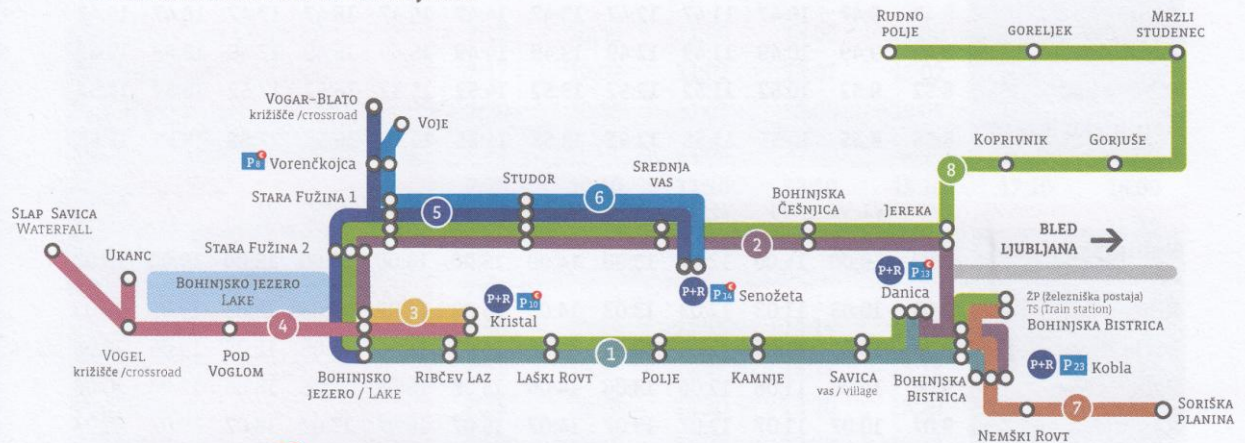 RUDNO
POLJE
GORELJEK
MRZLI
STUDENEC
VOGAR–BLATO
križišče /crossroad
VOJE
P8 €
Vorenčkojca
KOPRIVNIK
GORJUŠE
8
STARA FUŽINA 1
STUDOR
SREDNJA
VAS
BOHINJSKA
ČEŠNJICA
JEREKA
6
5
2
SLAP SAVICA
WATERFALL
UKANC
STARA FUŽINA 2
BLED
LJUBLJANA
BOHINJSKO JEZERO
LAKE
P+R P10 €
Kristal
P+R P14 € Senožeta
P+R P13 €
Danica
ŽP (železniška postaja)
TS (Train station)
BOHINJSKA BISTRICA
3
4
1
VOGEL
križišče /crossroad
POD
VOGLOM
BOHINJSKO
JEZERO / LAKE
RIBČEV LAZ
LAŠKI ROVT
POLJE
KAMNJE
SAVICA
vas / village
BOHINJSKA
BISTRICA
P+R P23 Kobla
7
NEMŠKI ROVT
SORIŠKA
PLANINA